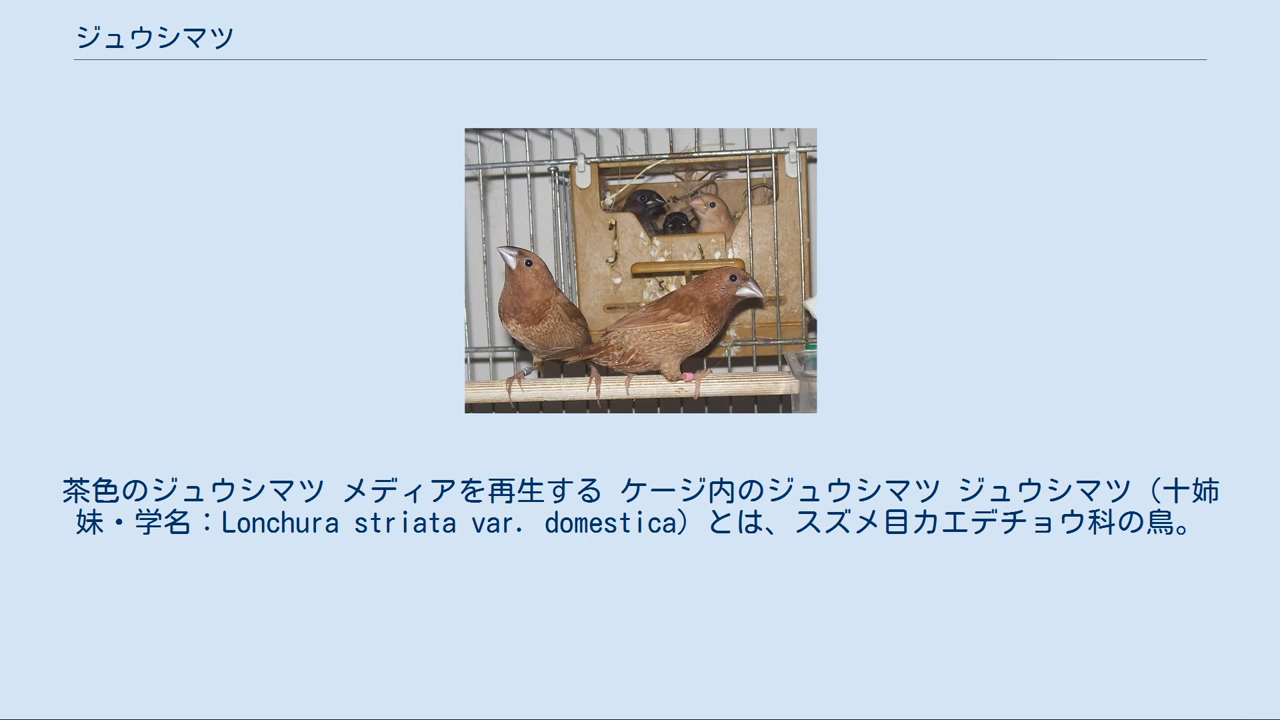 ジュウシマツ
茶色のジュウシマツ メディアを再生する ケージ内のジュウシマツ ジュウシマツ（十姉
妹・学名：Lonchura striata var. domestica）とは、スズメ目カエデチョウ科の鳥。